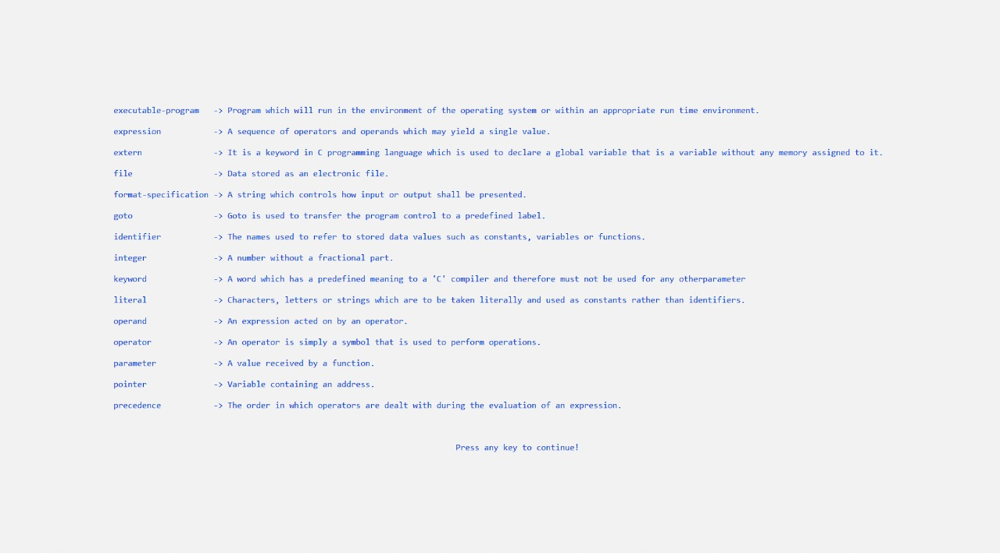 executable-program   -> Program which will run in the environment of the operating system or within an appropriate run time environment.
expression           -> A sequence of operators and operands which may yield a single value.
extern               -> It is a keyword in C programming language which is used to declare a global variable that is a variable without any memory assigned to it.
file                 -> Data stored as an electronic file.
format-specification -> A string which controls how input or output shall be presented.
goto                 -> Goto is used to transfer the program control to a predefined label.
identifier           -> The names used to refer to stored data values such as constants, variables or functions.
integer              -> A number without a fractional part.
keyword              -> A word which has a predefined meaning to a 'C' compiler and therefore must not be used for any otherparameter
literal              -> Characters, letters or strings which are to be taken literally and used as constants rather than identifiers.
operand              -> An expression acted on by an operator.
operator             -> An operator is simply a symbol that is used to perform operations.
parameter            -> A value received by a function.
pointer              -> Variable containing an address.
precedence           -> The order in which operators are dealt with during the evaluation of an expression.
Press any key to continue!